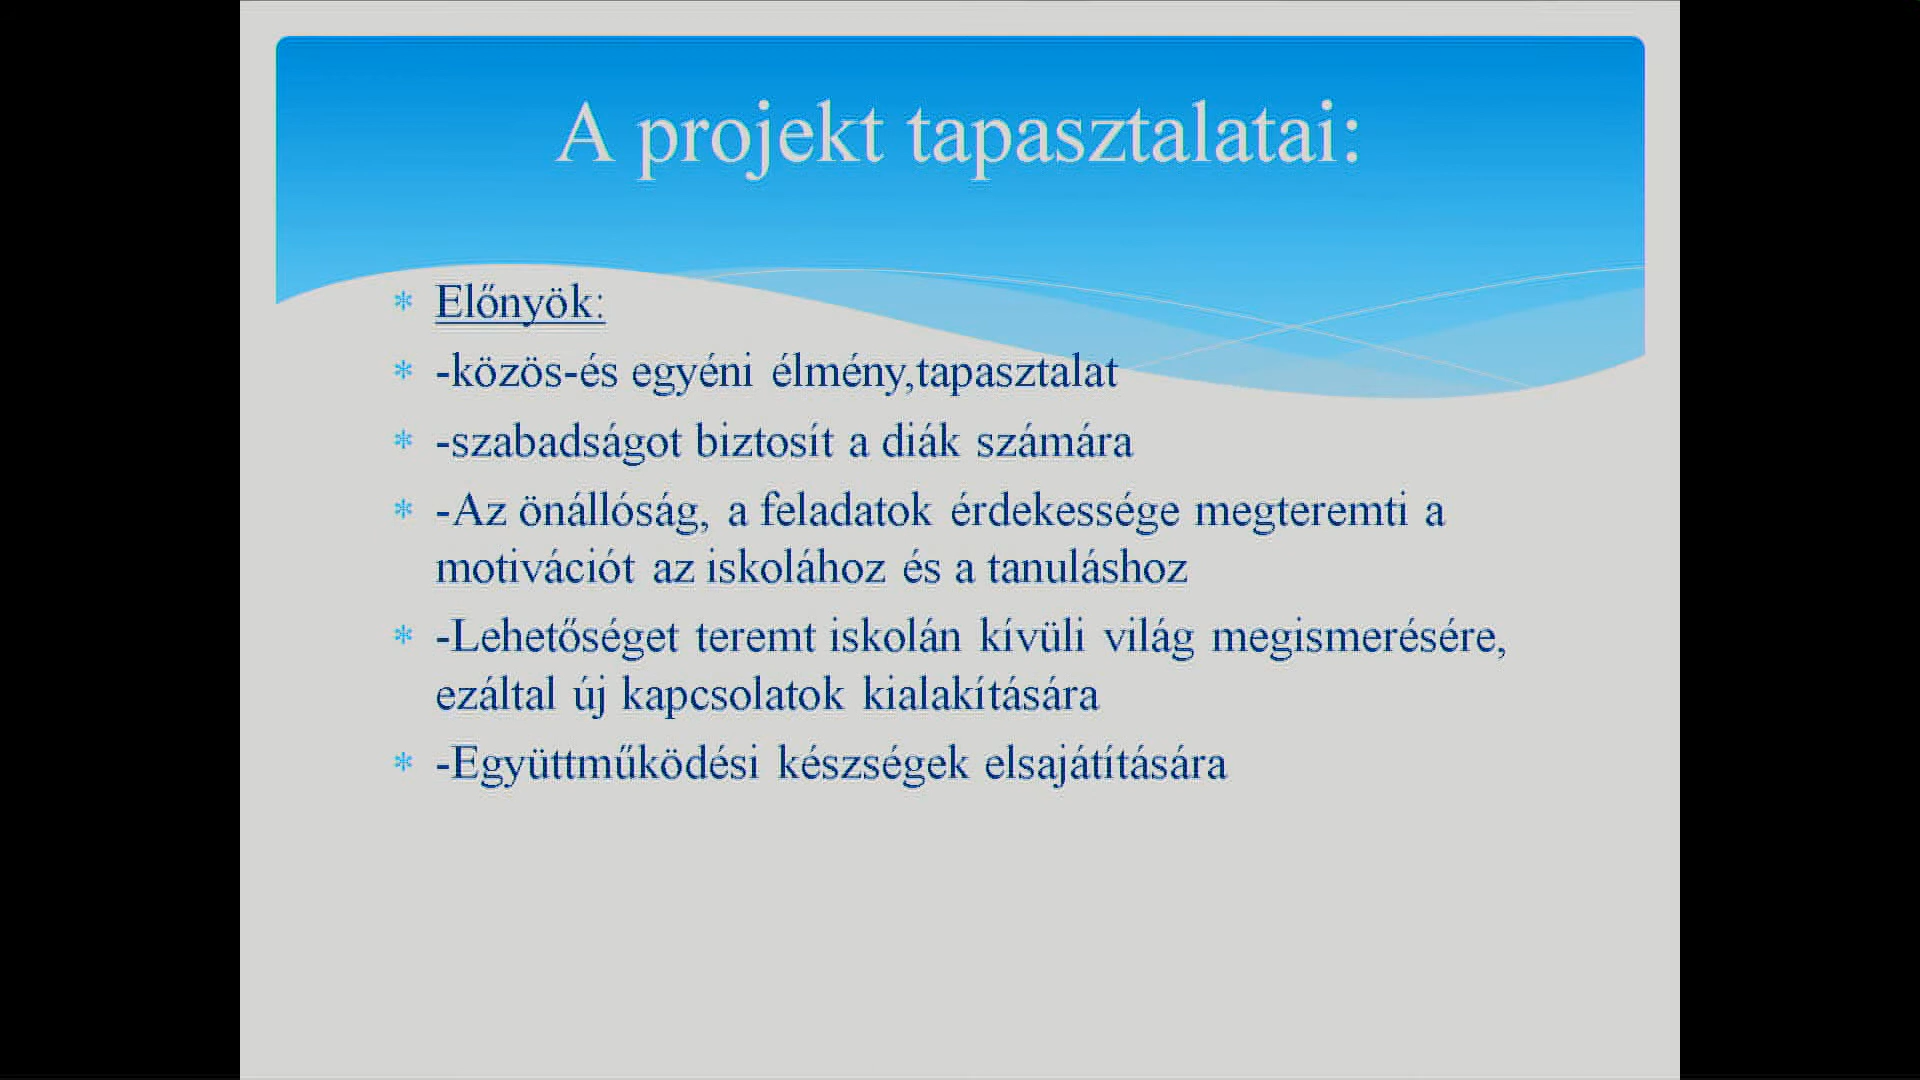 A projekt tapasztalatai:
* Előnyök:
* -közös-és egyéni élmény,tapasztalat
* -szabadságot biztosít a diák számára
* -Az önállóság, a feladatok érdekessége megteremti a
motivációt az iskolához és a tanuláshoz
* -Lehetőséget teremt iskolán kívüli világ megismerésére,
ezáltal új kapcsolatok kialakítására
* -Együttműködési készségek elsajátítására